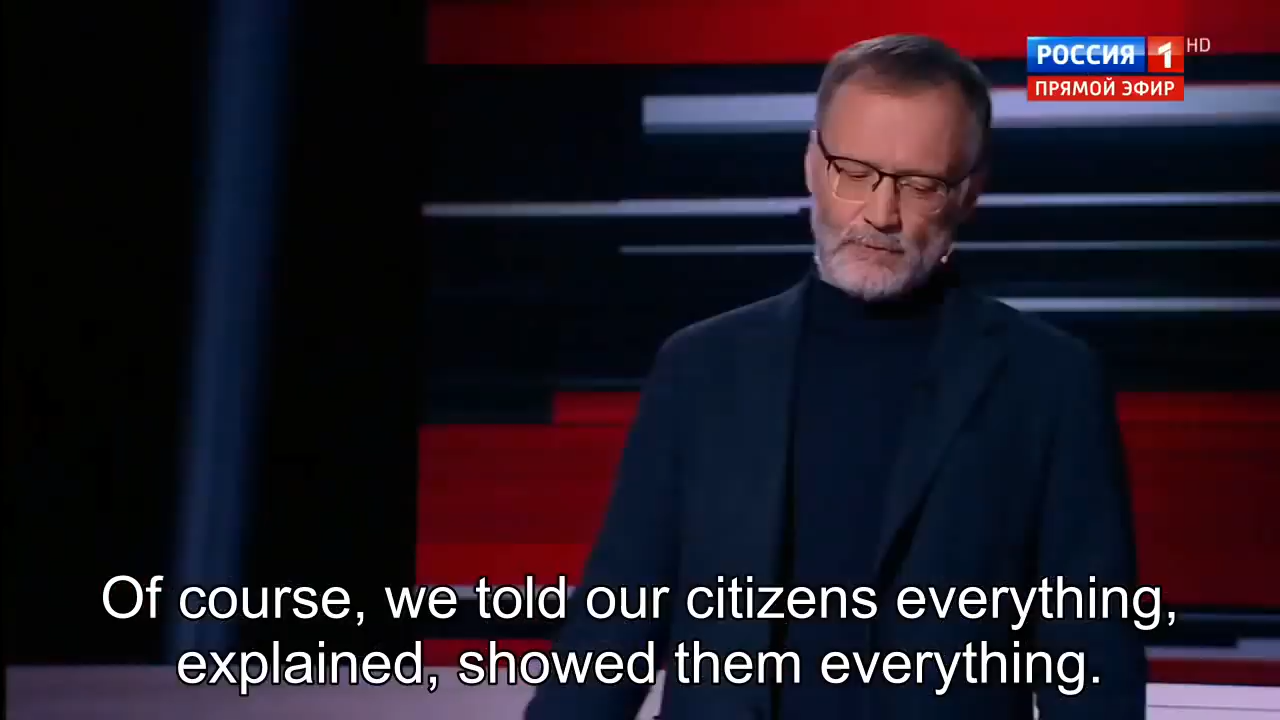 РОССИЯ 1 HD
ПРЯМОЙ ЭФИР
Of course, we told our citizens everything,
explained, showed them everything.